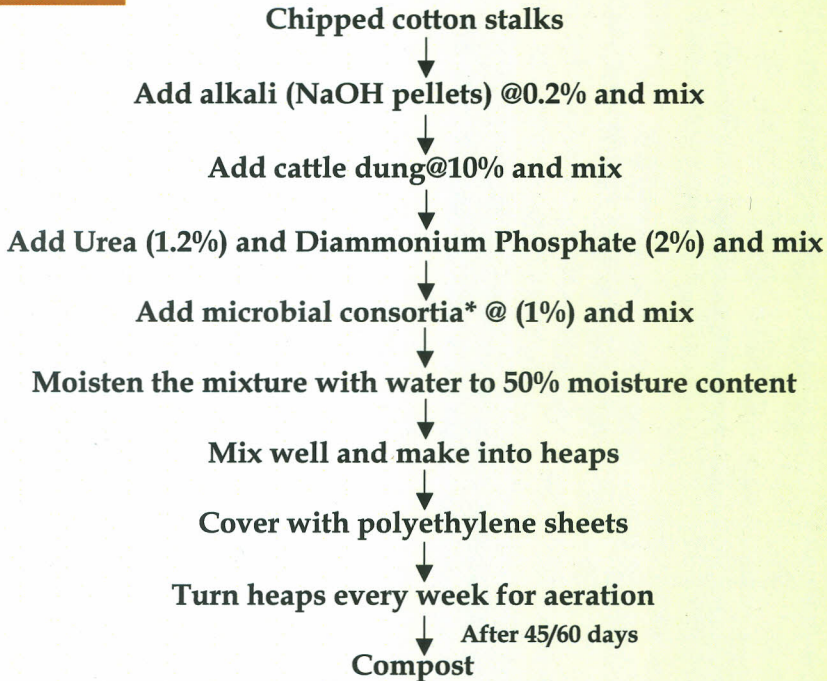 Chipped cotton stalks
Add alkali (NaOH pellets) @0.2% and mix
Add cattle dung@10% and mix
Add Urea (1.2%) and Diammonium Phosphate (2%) and mix
Add microbial consortia* @ (1%) and mix
Moisten the mixture with water to 50% moisture content
Mix well and make into heaps
Cover with polyethylene sheets
Turn heaps every week for aeration
After 45/60 days
Compost